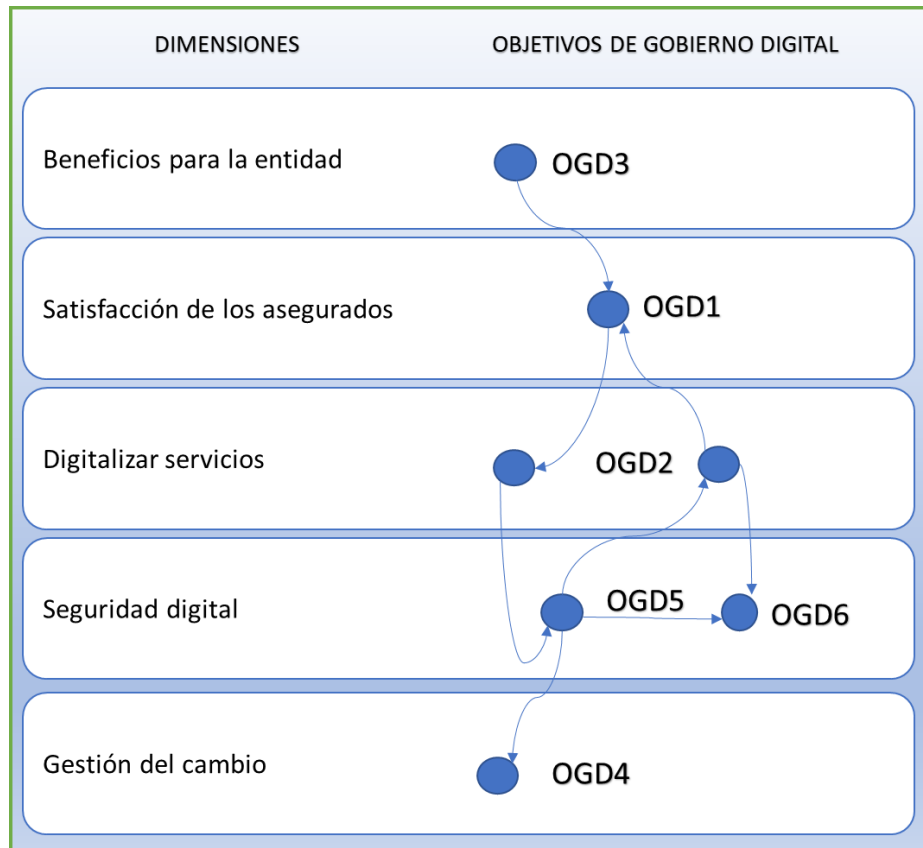 DIMENSIONES
OBJETIVOS DE GOBIERNO DIGITAL
Beneficios para la entidad
OGD3
Satisfacción de los asegurados
OGD1
Digitalizar servicios
OGD2
Seguridad digital
OGD5
OGD6
Gestión del cambio
OGD4